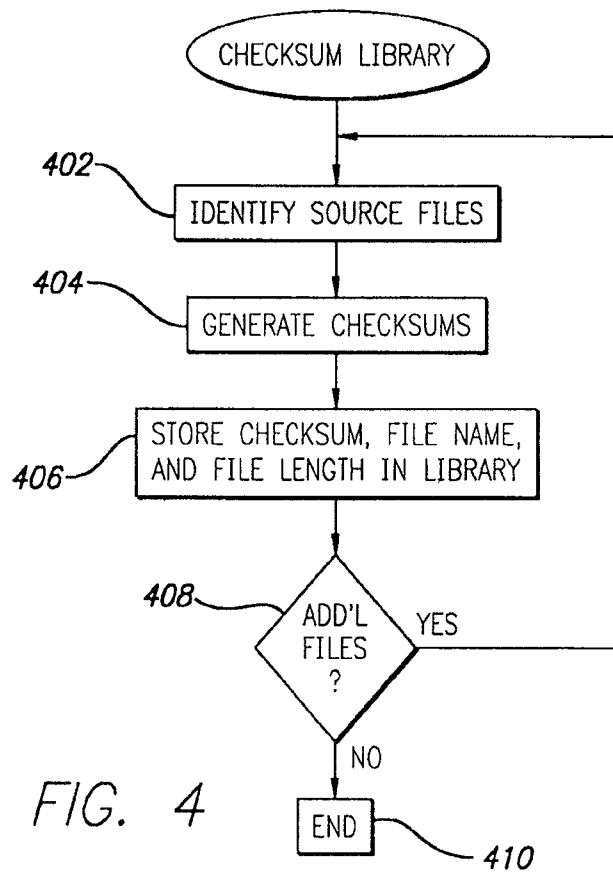 CHECKSUM LIBRARY
402
IDENTIFY SOURCE FILES
404
GENERATE CHECKSUMS
406
STORE CHECKSUM, FILE NAME,
AND FILE LENGTH IN LIBRARY
408
ADD'L
FILES
?
YES
NO
END
410
FIG. 4